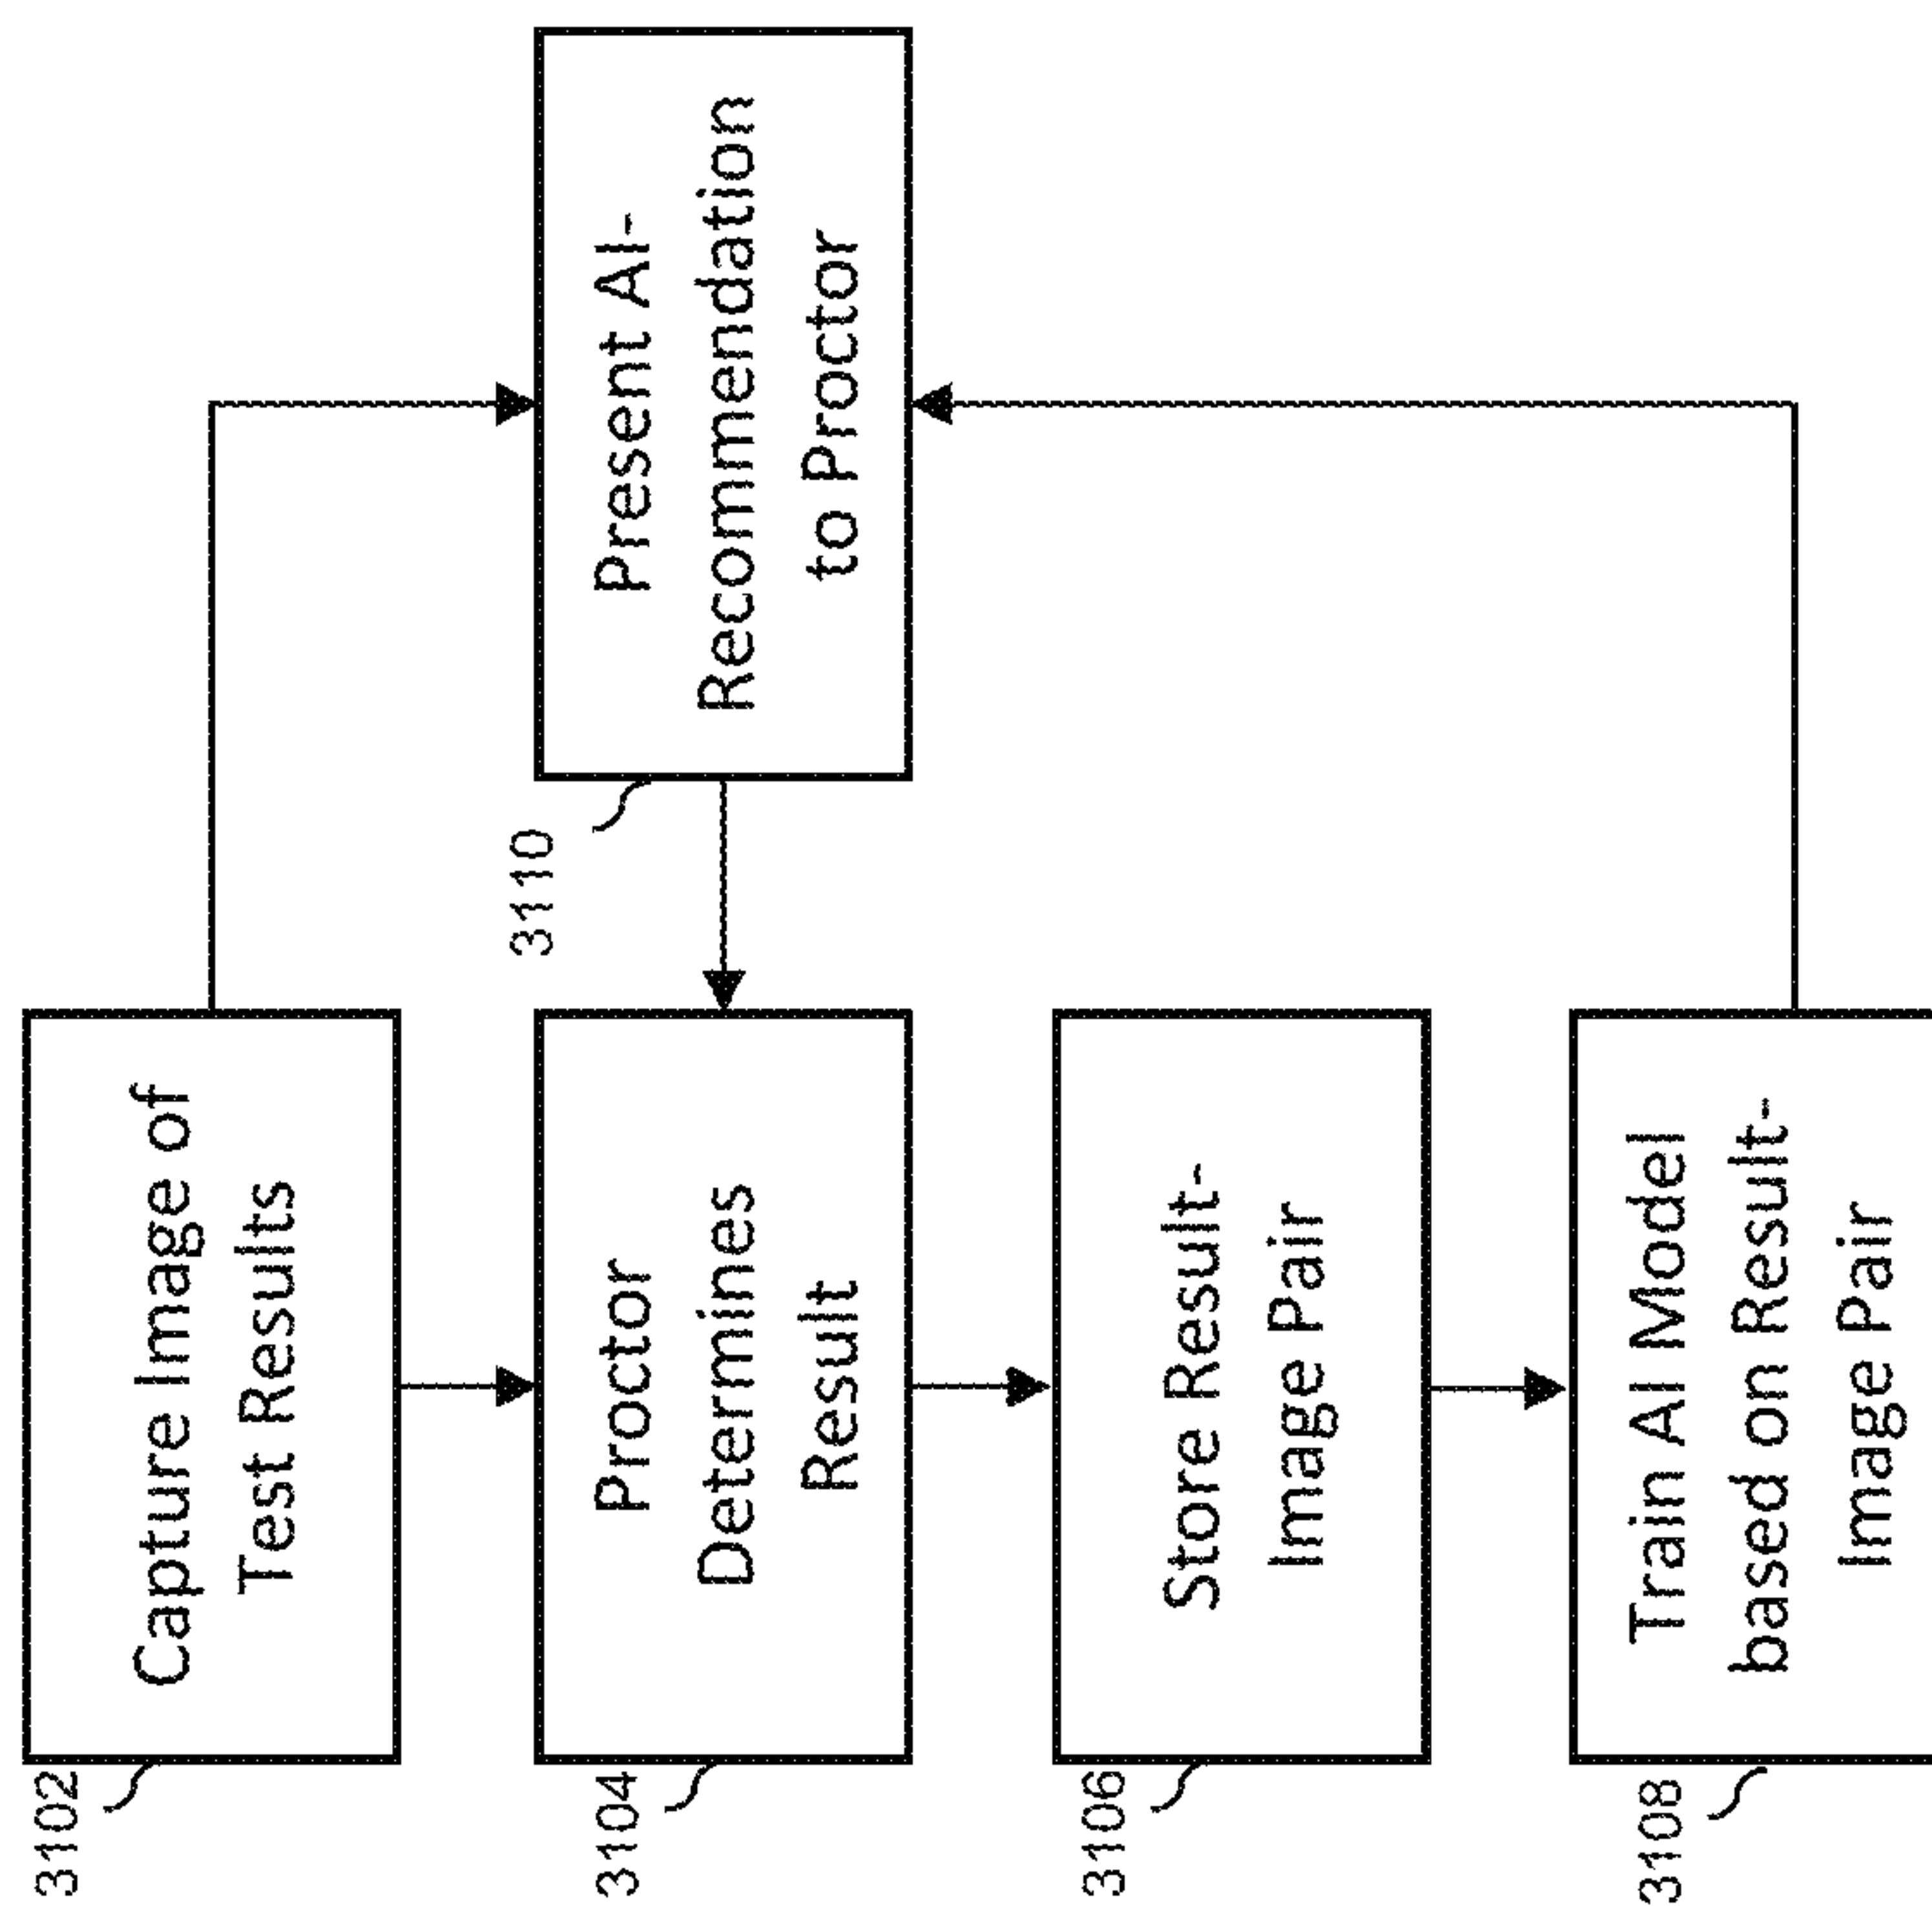 3102
Capture Image of
Test Results
3104
Proctor
Determines
Result
3106
Store Result-
Image Pair
3108
Train AI Model
based on Result-
Image Pair
3110
Present AI-
Recommendation
to Proctor